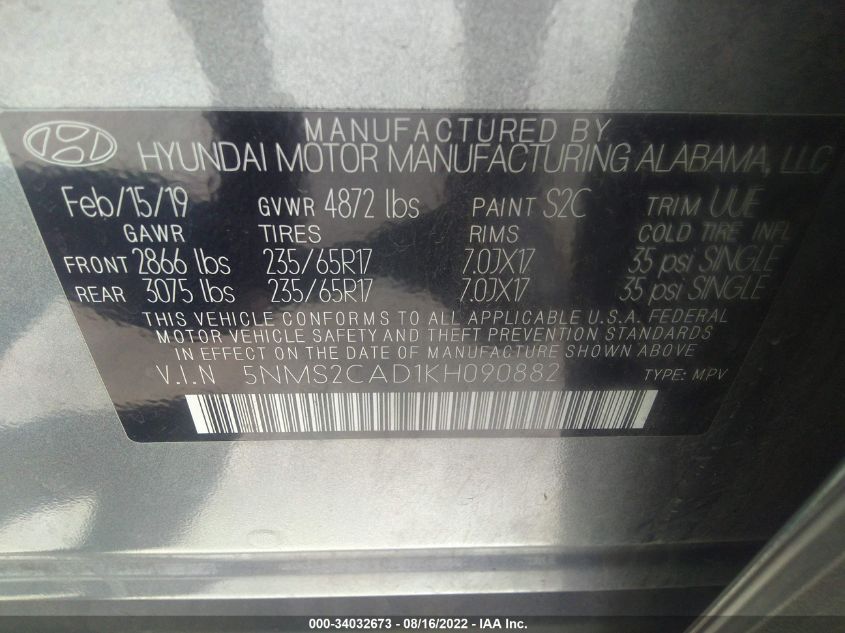 MANUFACTURED BY
HYUNDAI MOTOR MANUFACTURING ALABAMA, LLC
Feb/15/19 GVWR 4872 lbs PAINT S2C TRIM UUE
GAWR TIRES RIMS COLD TIRE INFL
FRONT 2866 lbs 235/65R17 7.0JX17 35 psi SINGLE
REAR 3075 lbs 235/65R17 7.0JX17 35 psi SINGLE
THIS VEHICLE CONFORMS TO ALL APPLICABLE U.S.A. FEDERAL
MOTOR VEHICLE SAFETY AND THEFT PREVENTION STANDARDS
IN EFFECT ON THE DATE OF MANUFACTURE SHOWN ABOVE.
V.I.N 5NMS2CAD1KH090882 TYPE: MPV
000-34032673 - 08/16/2022 - IAA Inc.